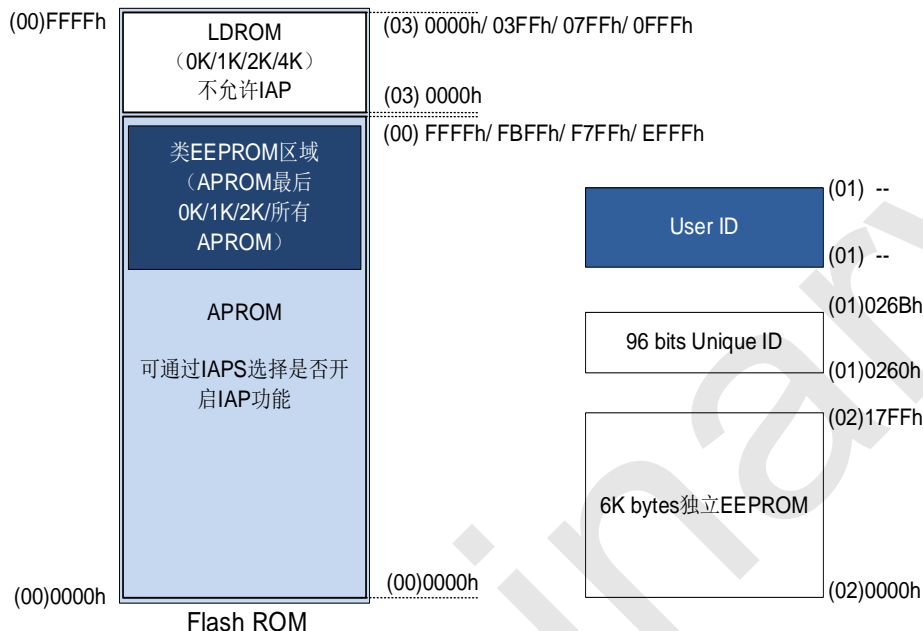 (00)FFFFh
LDROM
（0K/1K/2K/4K）
不允许IAP
(03) 0000h/ 03FFh/ 07FFh/ 0FFFh
(03) 0000h
(00) FFFFh/ FBFFh/ F7FFh/ EFFFh
类EEPROM区域
（APROM最后
0K/1K/2K/所有
APROM）
APROM
可通过IAPS选择是否开
启IAP功能
(00)0000h
(00)0000h
Flash ROM
(01) --
User ID
(01) --
(01)026Bh
96 bits Unique ID
(01)0260h
(02)17FFh
6K bytes独立EEPROM
(02)0000h